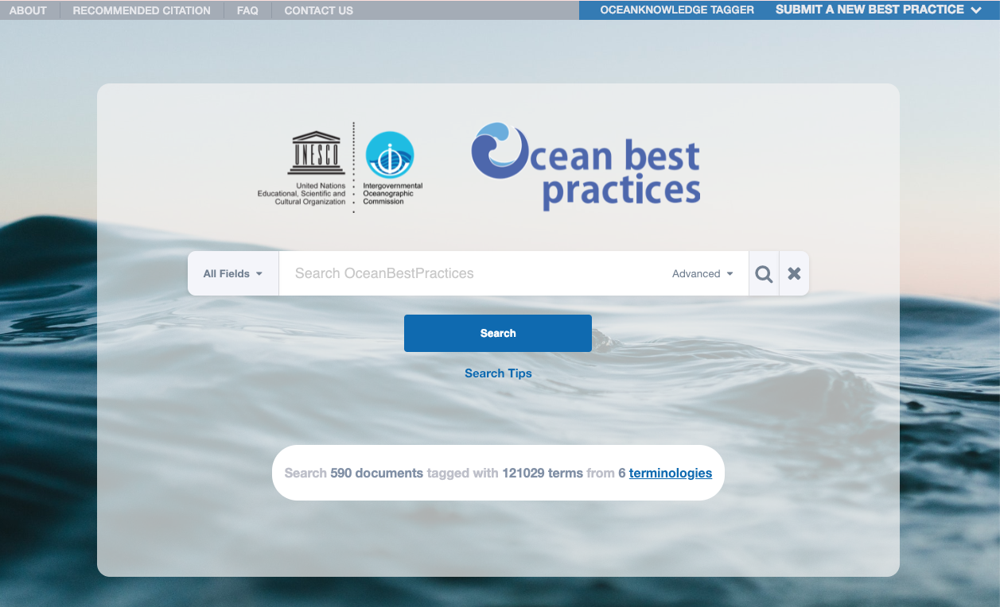 ABOUT RECOMMENDED CITATION FAQ CONTACT US OCEANKNOWLEDGE TAGGER SUBMIT A NEW BEST PRACTICE
UNESCO
United Nations
Educational, Scientific and
Cultural Organization
Intergovernmental
Oceanographic
Commission
Ocean best
practices
All Fields Search OceanBestPractices Advanced
Search
Search Tips
Search 590 documents tagged with 121029 terms from 6 terminologies